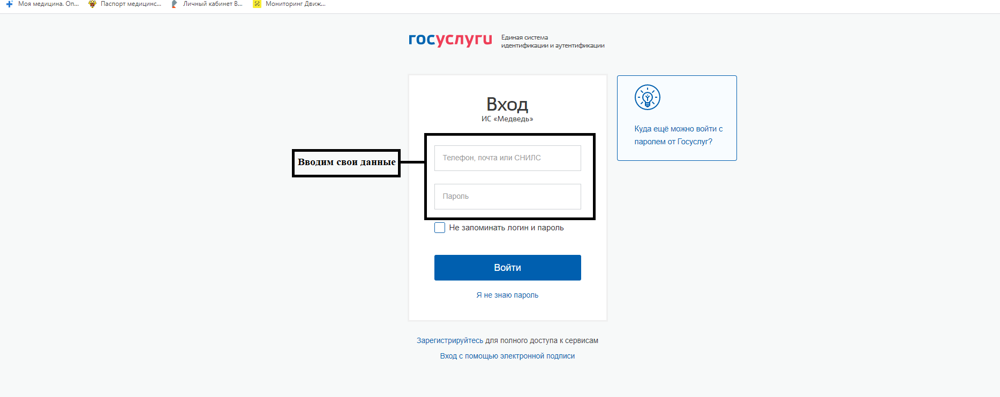 Моя медицина. Оп...
Паспорт медицинс...
Личный кабинет В...
Мониторинг Движ...
госуслуги
Единая система
идентификации и аутентификации
Вход
ИС «Медведь»
Вводим свои данные
Телефон, почта или СНИЛС
Пароль
Не запоминать логин и пароль
Войти
Я не знаю пароль
Куда ещё можно войти с
паролем от Госуслуг?
Зарегистрируйтесь для полного доступа к сервисам
Вход с помощью электронной подписи